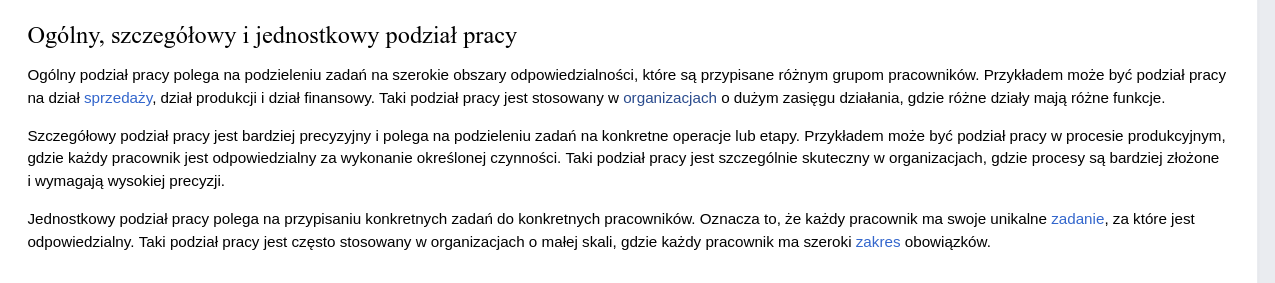 Ogólny, szczegółowy i jednostkowy podział pracy
Ogólny podział pracy polega na podzieleniu zadań na szerokie obszary odpowiedzialności, które są przypisane różnym grupom pracowników. Przykładem może być podział pracy
na dział sprzedaży, dział produkcji i dział finansowy. Taki podział pracy jest stosowany w organizacjach o dużym zasięgu działania, gdzie różne działy mają różne funkcje.
Szczegółowy podział pracy jest bardziej precyzyjny i polega na podzieleniu zadań na konkretne operacje lub etapy. Przykładem może być podział pracy w procesie produkcyjnym,
gdzie każdy pracownik jest odpowiedzialny za wykonanie określonej czynności. Taki podział pracy jest szczególnie skuteczny w organizacjach, gdzie procesy są bardziej złożone
i wymagają wysokiej precyzji.
Jednostkowy podział pracy polega na przypisaniu konkretnych zadań do konkretnych pracowników. Oznacza to, że każdy pracownik ma swoje unikalne zadanie, za które jest
odpowiedzialny. Taki podział pracy jest często stosowany w organizacjach o małej skali, gdzie każdy pracownik ma szeroki zakres obowiązków.